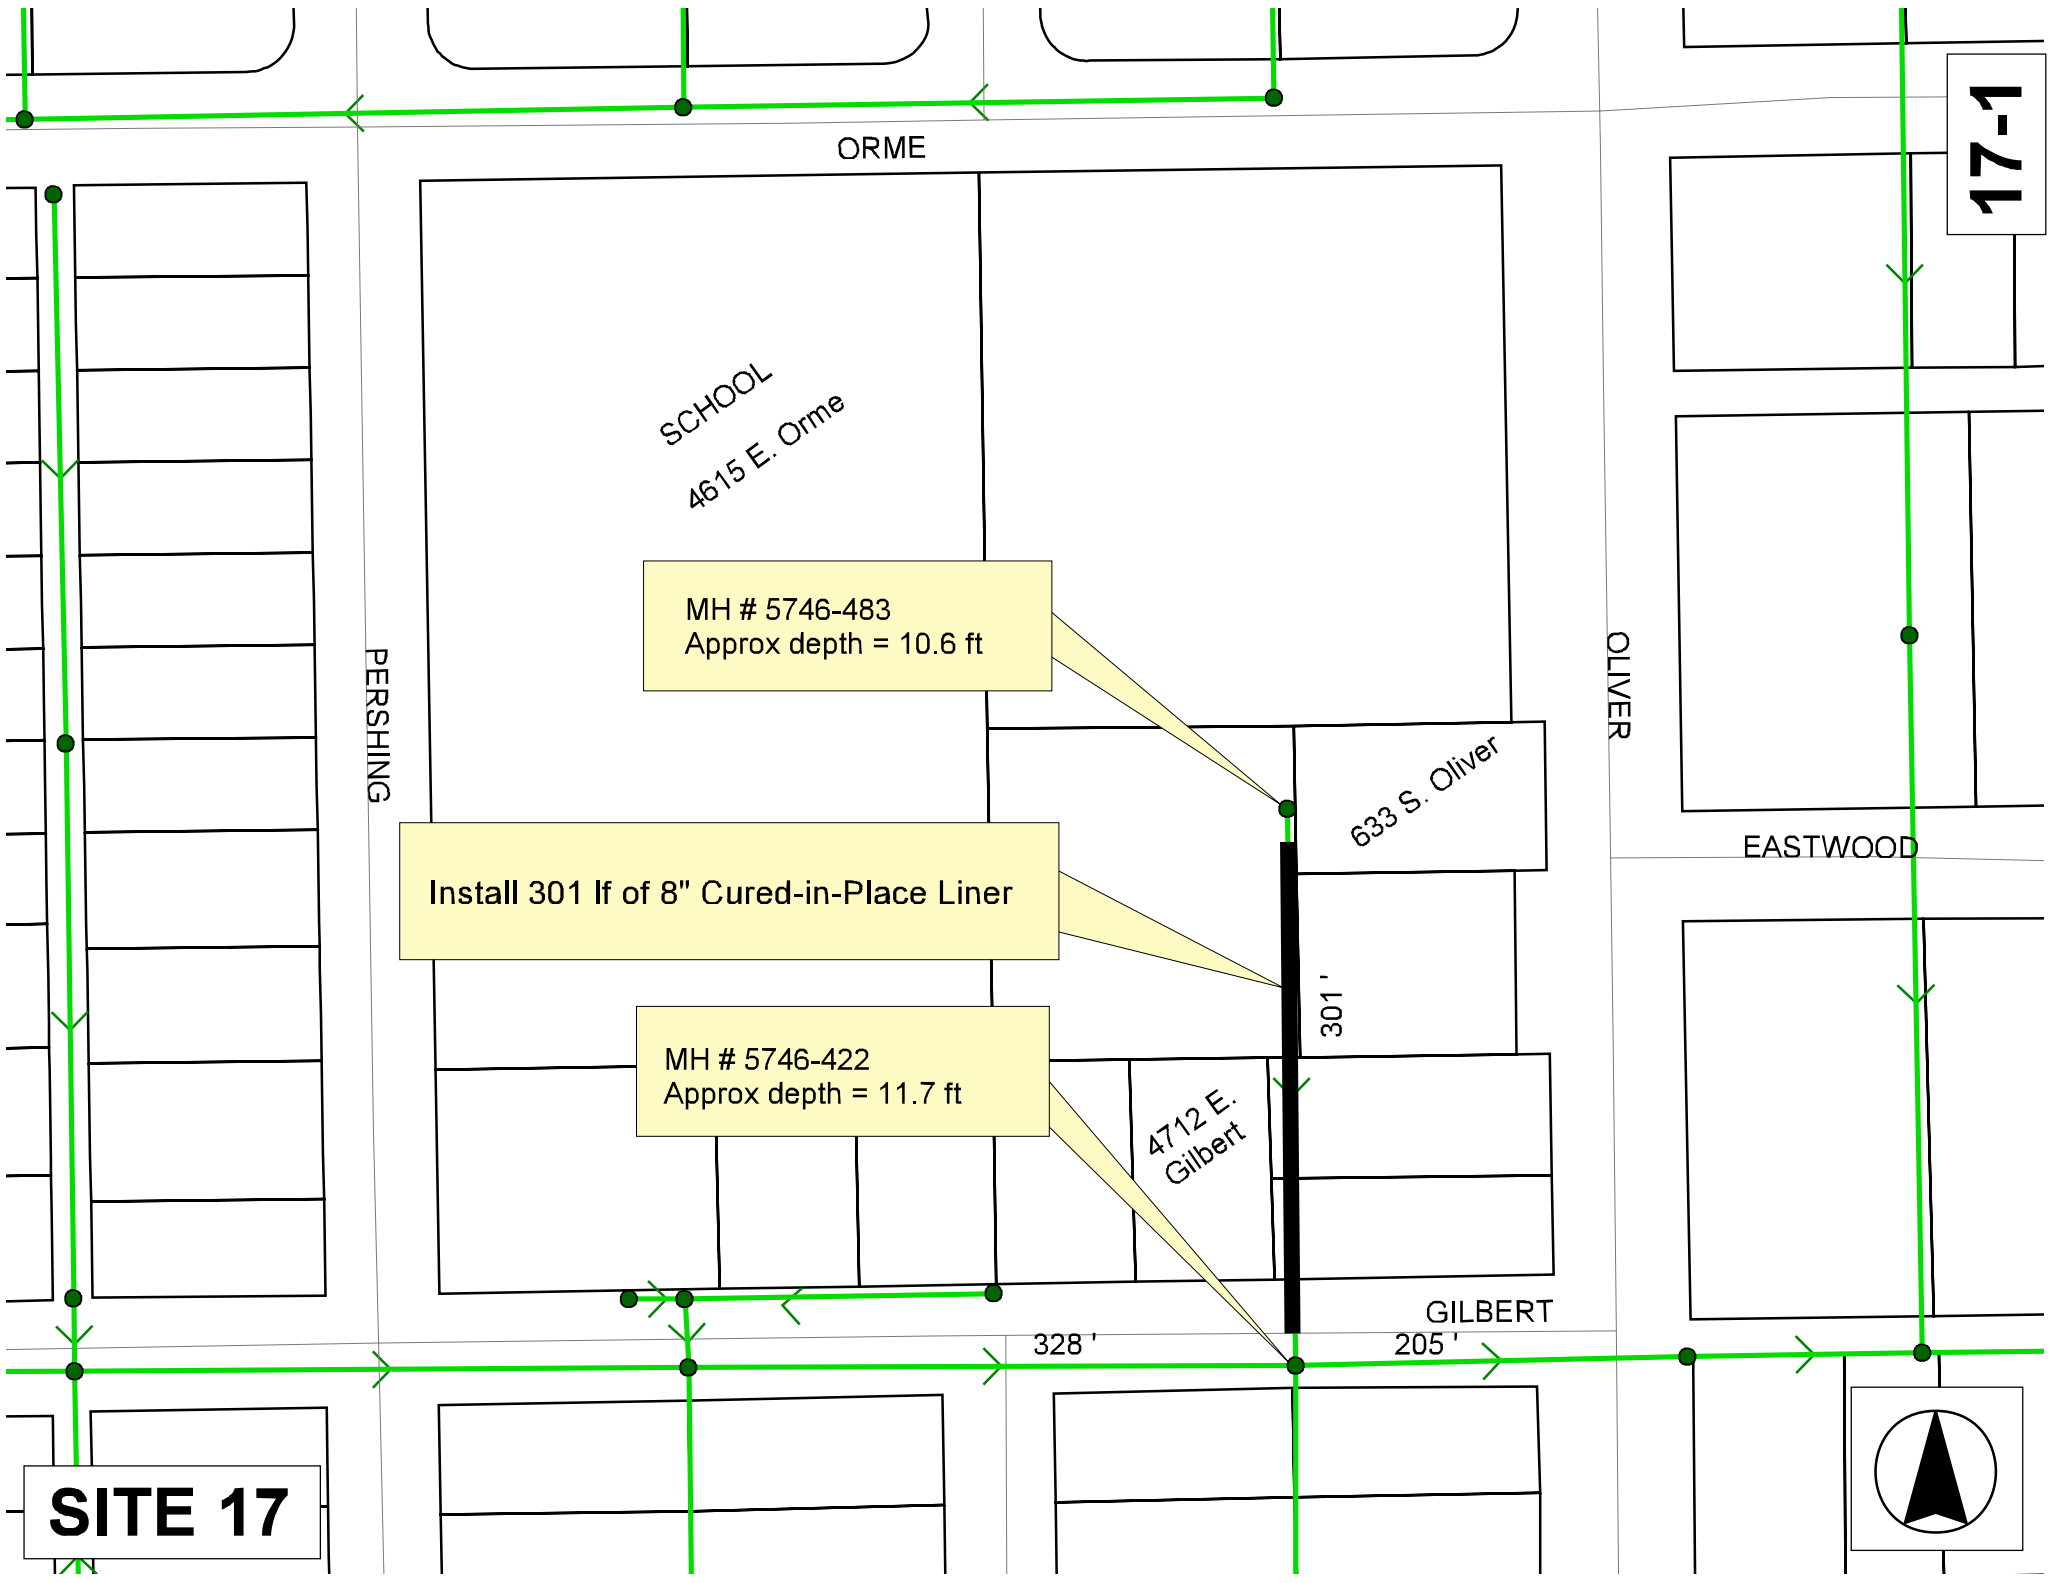 17-1
ORME
SCHOOL
4615 E. Orme
MH # 5746-483
Approx depth = 10.6 ft
PERSHING
OLIVER
633 S. Oliver
EASTWOOD
Install 301 lf of 8" Cured-in-Place Liner
301 '
MH # 5746-422
Approx depth = 11.7 ft
4712 E.
Gilbert
GILBERT
328 '
205 '
SITE 17